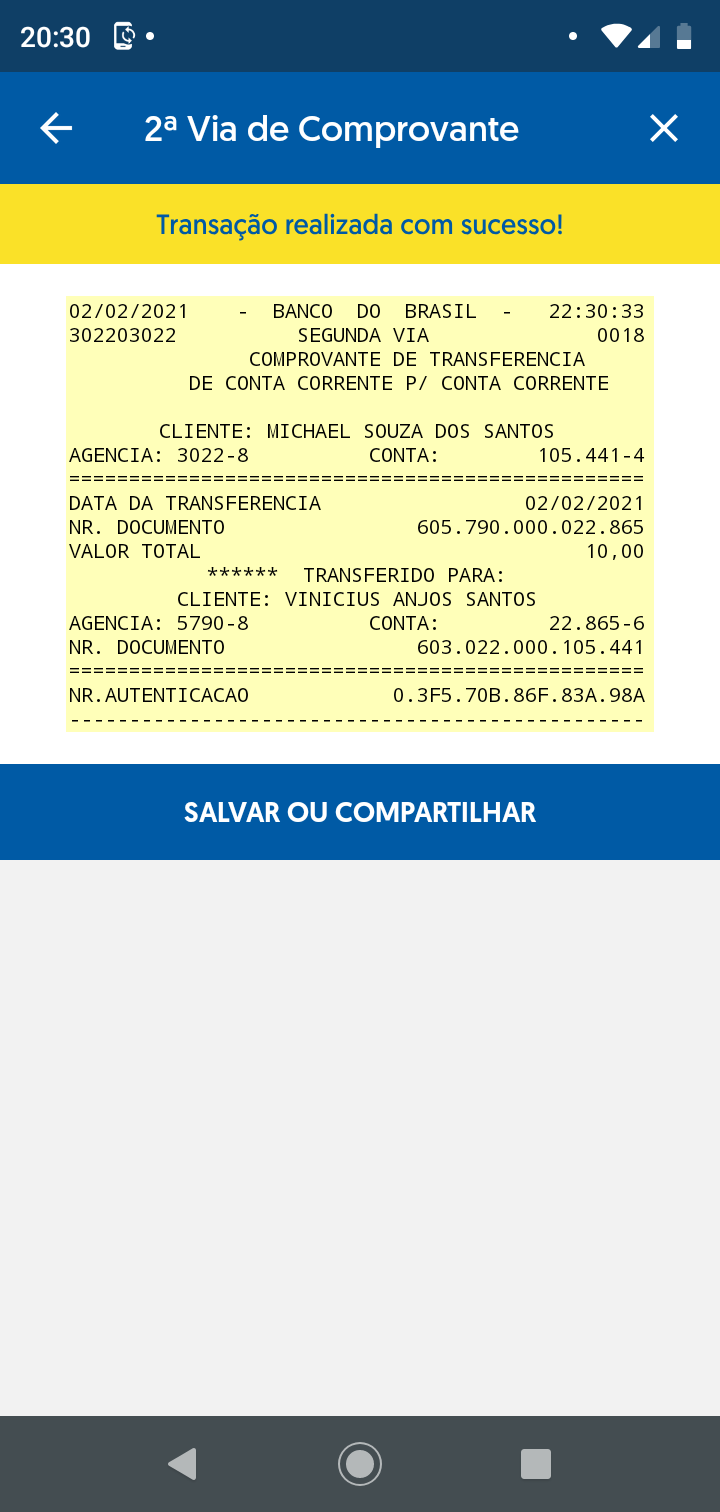 20:30
2ª Via de Comprovante
Transação realizada com sucesso!
02/02/2021 - BANCO DO BRASIL - 22:30:33
302203022 SEGUNDA VIA 0018
COMPROVANTE DE TRANSFERENCIA
DE CONTA CORRENTE P/ CONTA CORRENTE
CLIENTE: MICHAEL SOUZA DOS SANTOS
AGENCIA: 3022-8 CONTA: 105.441-4
================================================
DATA DA TRANSFERENCIA 02/02/2021
NR. DOCUMENTO 605.790.000.022.865
VALOR TOTAL 10,00
****** TRANSFERIDO PARA:
CLIENTE: VINICIUS ANJOS SANTOS
AGENCIA: 5790-8 CONTA: 22.865-6
NR. DOCUMENTO 603.022.000.105.441
================================================
NR.AUTENTICACAO 0.3F5.70B.86F.83A.98A
------------------------------------------------
SALVAR OU COMPARTILHAR